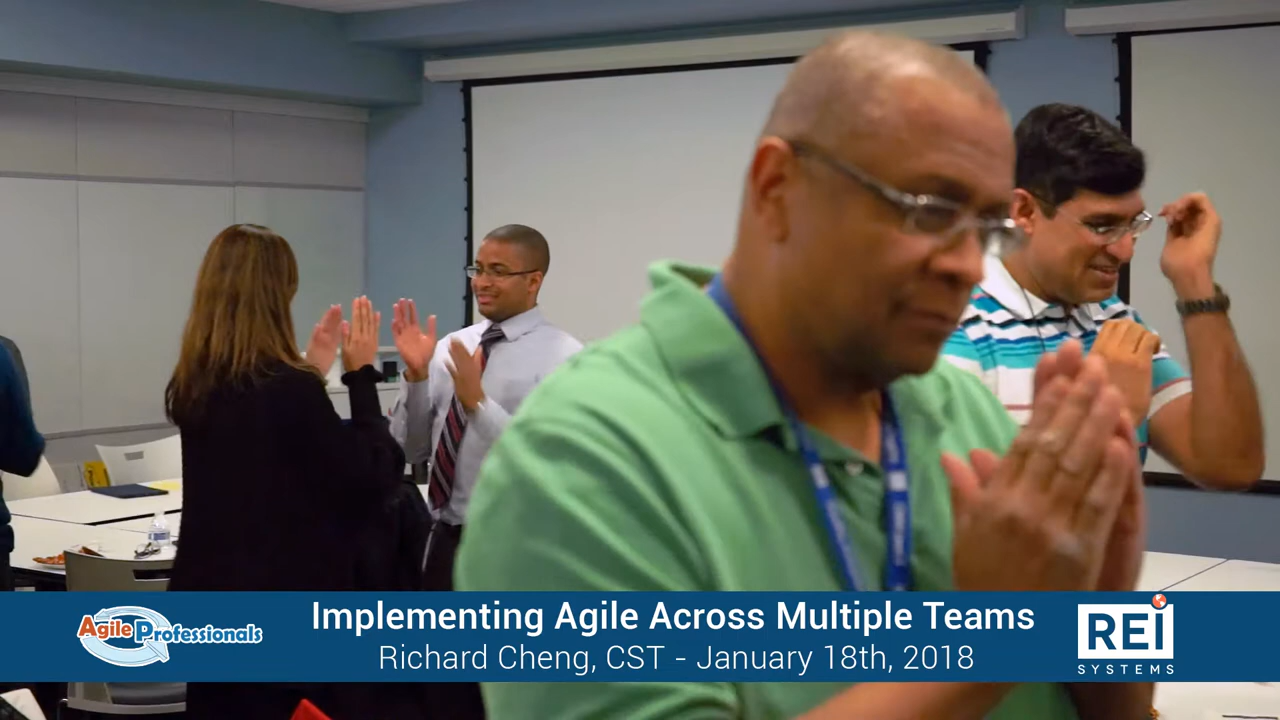 Agile Professionals
Implementing Agile Across Multiple Teams
Richard Cheng, CST - January 18th, 2018
REI
SYSTEMS